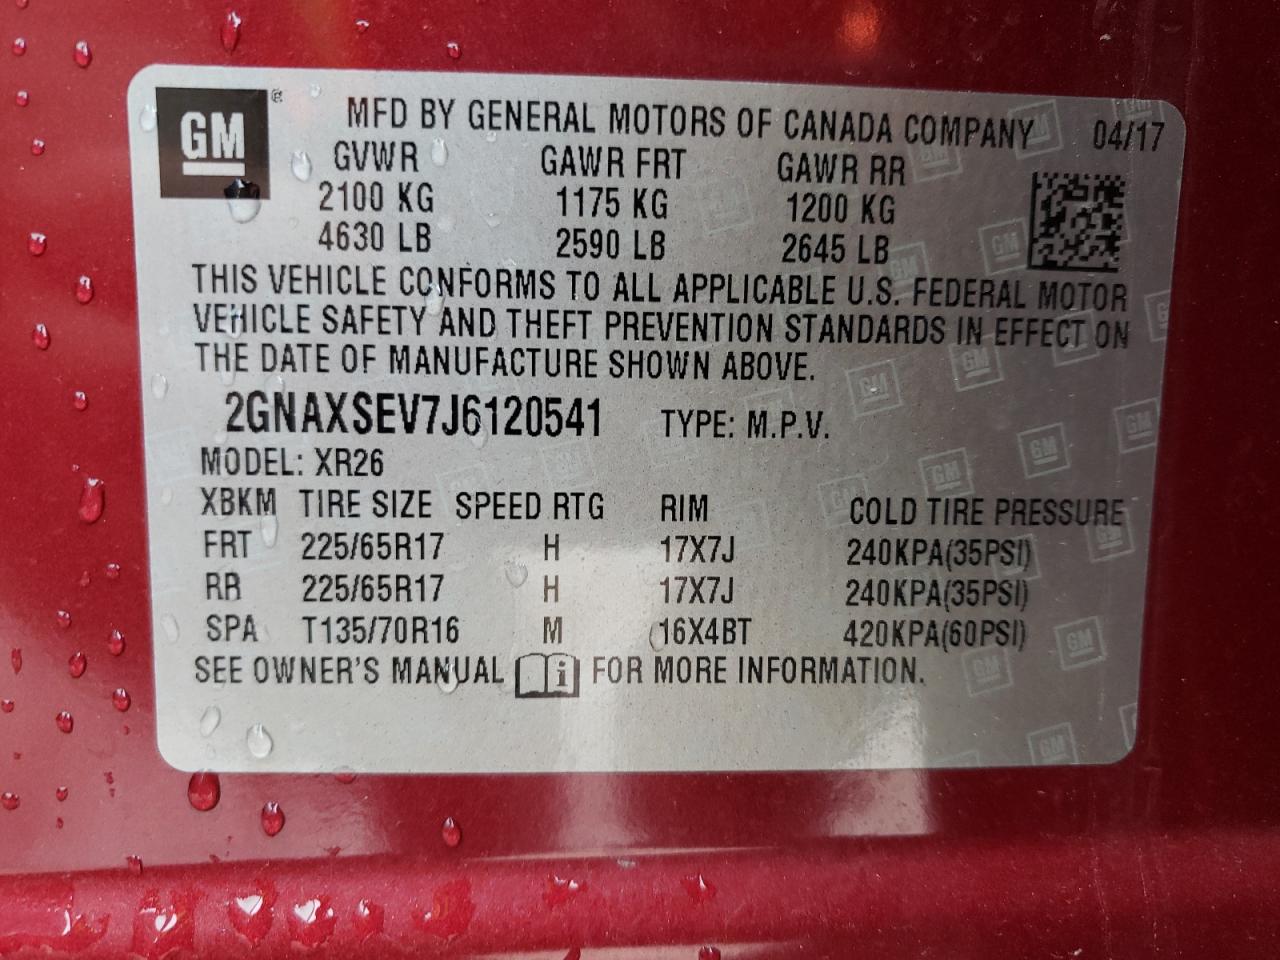 GM ® MFD BY GENERAL MOTORS OF CANADA COMPANY 04/17
GVWR GAWR FRT GAWR RR
2100 KG 1175 KG 1200 KG
4630 LB 2590 LB 2645 LB
THIS VEHICLE CONFORMS TO ALL APPLICABLE U.S. FEDERAL MOTOR
VEHICLE SAFETY AND THEFT PREVENTION STANDARDS IN EFFECT ON
THE DATE OF MANUFACTURE SHOWN ABOVE.
2GNAXSEV7J6120541 TYPE: M.P.V.
MODEL: XR26
XBKM TIRE SIZE SPEED RTG RIM COLD TIRE PRESSURE
FRT 225/65R17 H 17X7J 240KPA(35PSI)
RR 225/65R17 H 17X7J 240KPA(35PSI)
SPA T135/70R16 M 16X4BT 420KPA(60PSI)
SEE OWNER'S MANUAL i FOR MORE INFORMATION.